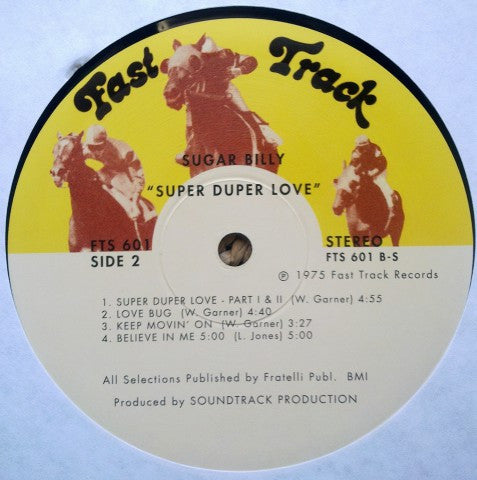 Fast Track
SUGAR BILLY
"SUPER DUPER LOVE"
FTS 601
SIDE 2
STEREO
FTS 601 B-S
℗ 1975 Fast Track Records
1. SUPER DUPER LOVE - PART I & II (W. Garner) 4:55
2. LOVE BUG (W. Garner) 4:40
3. KEEP MOVIN' ON (W. Garner) 3:27
4. BELIEVE IN ME 5:00 (L. Jones) 5:00
All Selections Published by Fratelli Publ. BMI
Produced by SOUNDTRACK PRODUCTION